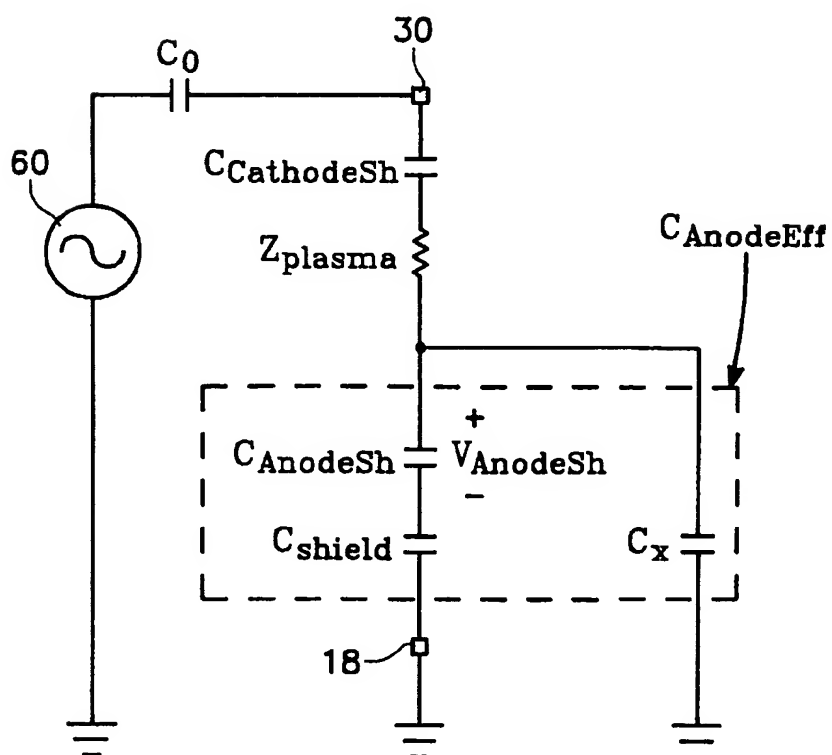 30
C0
60
CCathodeSh
Zplasma
CAnodeEff
+
CAnodeSh
VAnodeSh
−
Cshield
Cx
18